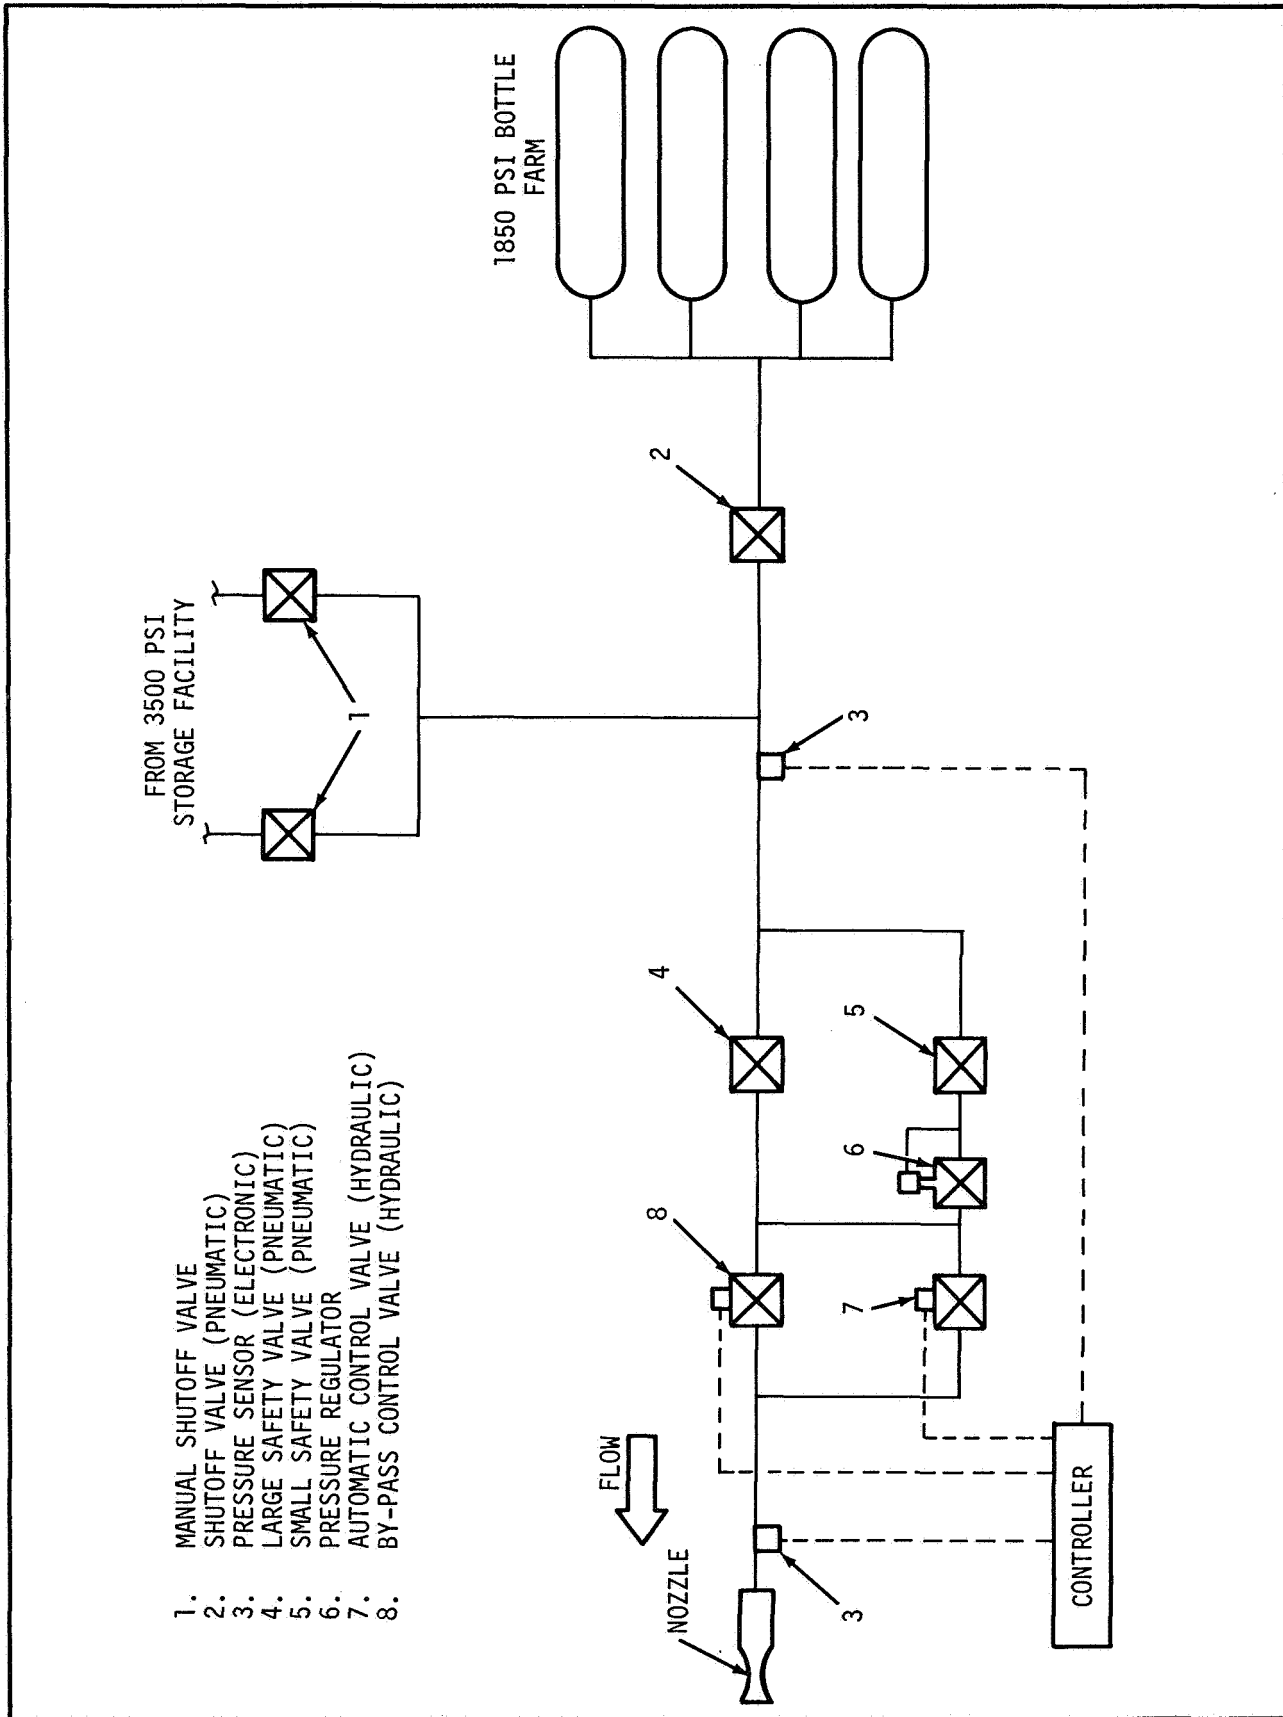 1. MANUAL SHUTOFF VALVE
2. SHUTOFF VALVE (PNEUMATIC)
3. PRESSURE SENSOR (ELECTRONIC)
4. LARGE SAFETY VALVE (PNEUMATIC)
5. SMALL SAFETY VALVE (PNEUMATIC)
6. PRESSURE REGULATOR
7. AUTOMATIC CONTROL VALVE (HYDRAULIC)
8. BY-PASS CONTROL VALVE (HYDRAULIC)
FROM 3500 PSI
STORAGE FACILITY
1
1850 PSI BOTTLE
FARM
2
3
4
5
6
7
8
FLOW
NOZZLE
3
CONTROLLER